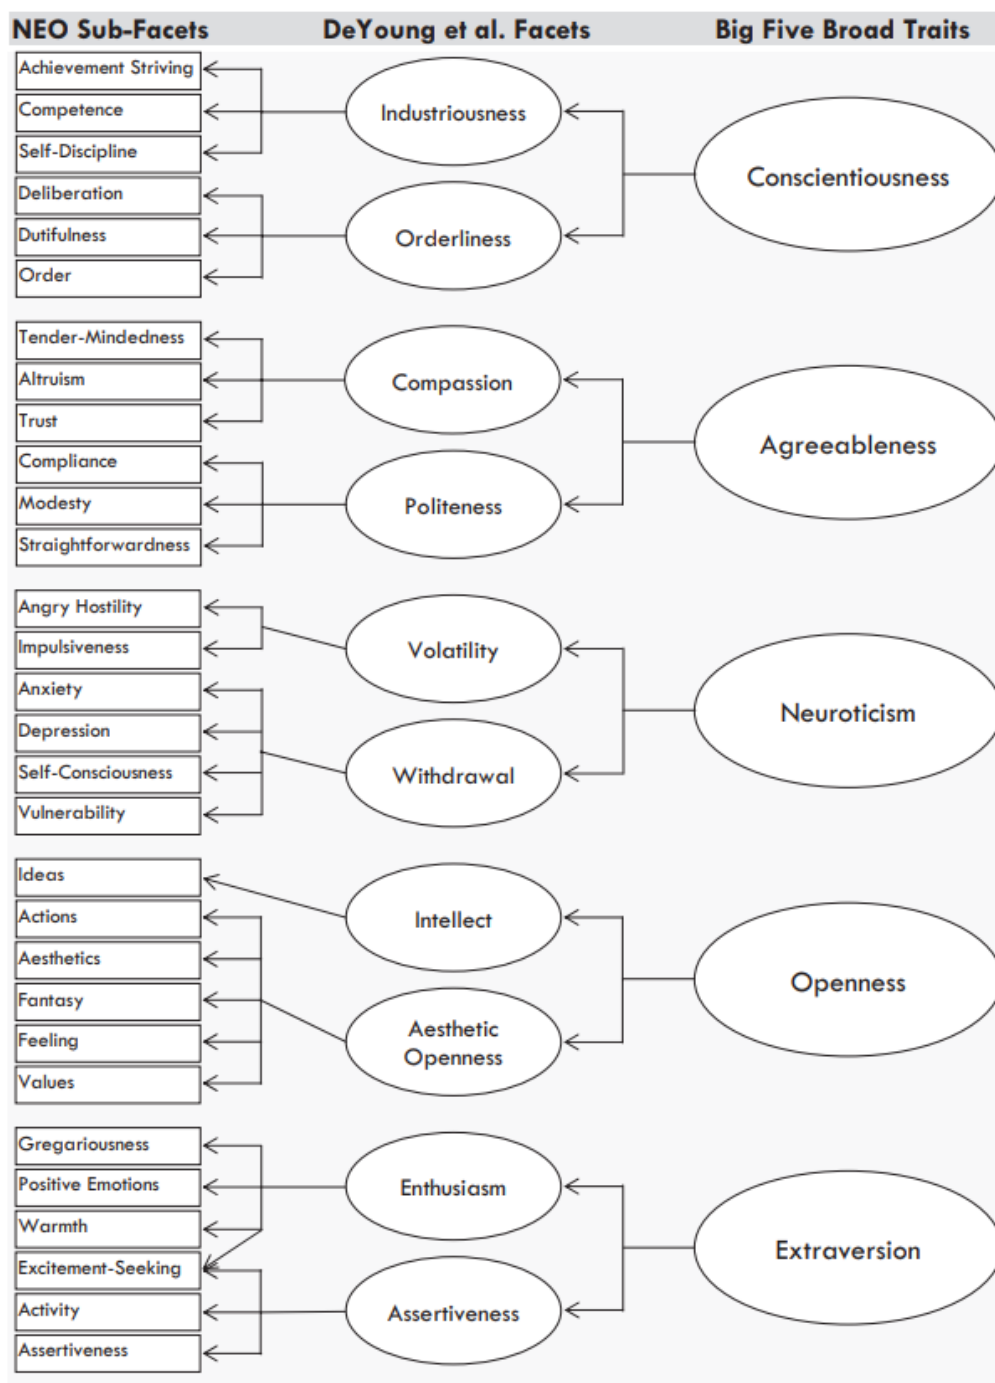 NEO Sub-Facets DeYoung et al. Facets Big Five Broad Traits
Achievement Striving
Competence
Self-Discipline
Deliberation
Dutifulness
Order
Industriousness
Orderliness
Conscientiousness
Tender-Mindedness
Altruism
Trust
Compliance
Modesty
Straightforwardness
Compassion
Politeness
Agreeableness
Angry Hostility
Impulsiveness
Anxiety
Depression
Self-Consciousness
Vulnerability
Volatility
Withdrawal
Neuroticism
Ideas
Actions
Aesthetics
Fantasy
Feeling
Values
Intellect
Aesthetic
Openness
Openness
Gregariousness
Positive Emotions
Warmth
Excitement-Seeking
Activity
Assertiveness
Enthusiasm
Assertiveness
Extraversion